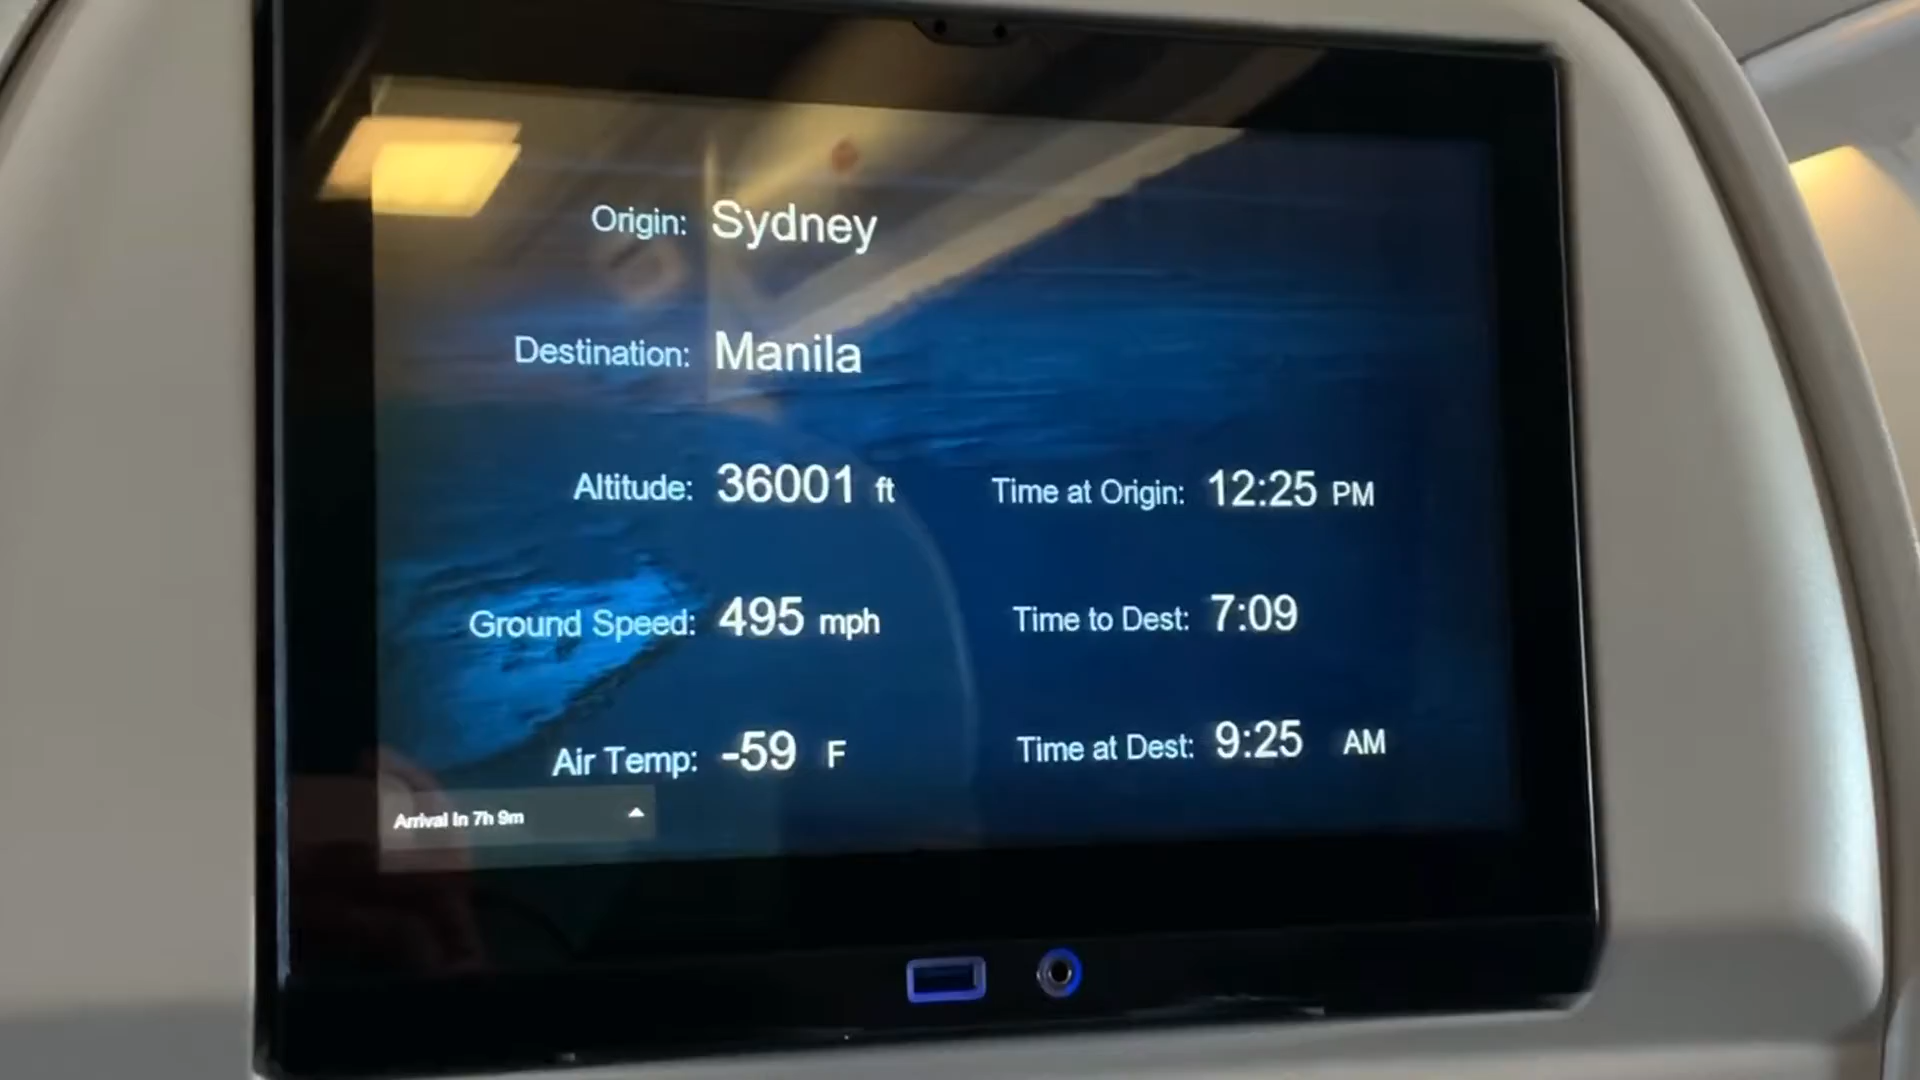 Origin: Sydney
Destination: Manila
Altitude: 36001 ft
Time at Origin: 12:25 PM
Ground Speed: 495 mph
Time to Dest: 7:09
Air Temp: -59 F
Time at Dest: 9:25 AM
Arrival in 7h 9m